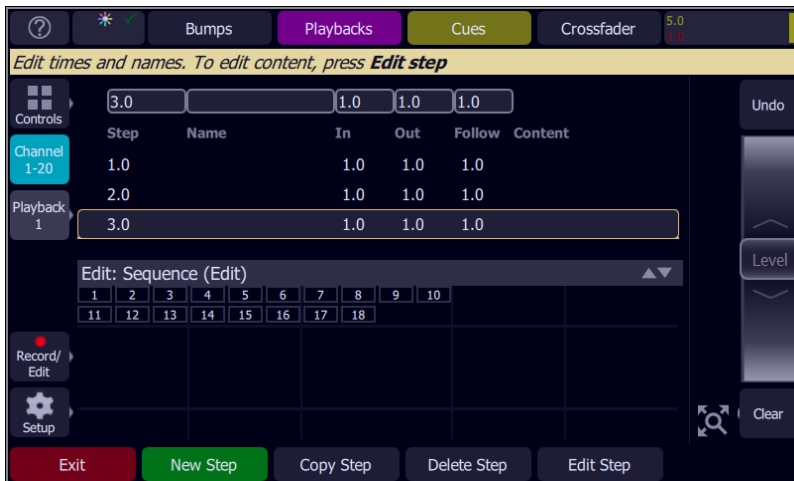 ? Bumps Playbacks Cues Crossfader 5.0
1.0
Edit times and names. To edit content, press Edit step
Controls
3.0 1.0 1.0 1.0
Undo
Step Name In Out Follow Content
Channel
1-20
1.0 1.0 1.0 1.0
2.0 1.0 1.0 1.0
Playback
1
3.0 1.0 1.0 1.0
Level
Edit: Sequence (Edit)
1 2 3 4 5 6 7 8 9 10
11 12 13 14 15 16 17 18
Record/
Edit
Setup
Clear
Exit New Step Copy Step Delete Step Edit Step